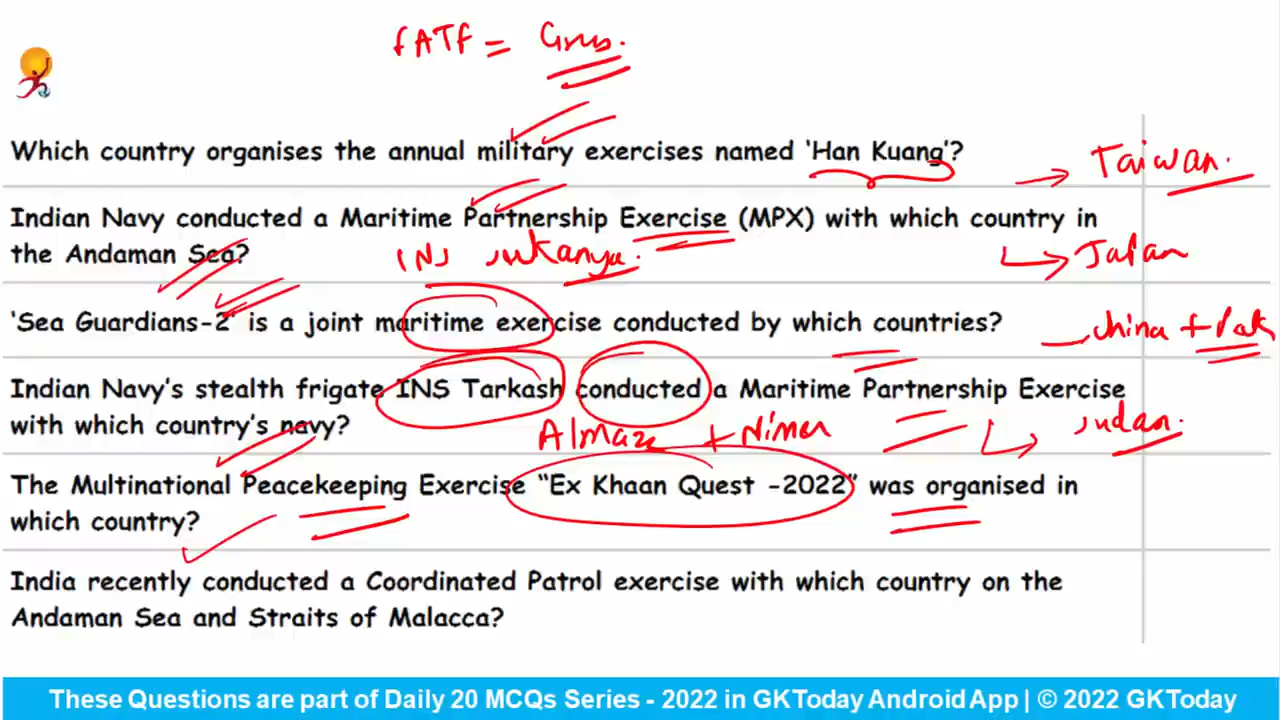 fATf = Grey.
Which country organises the annual military exercises named ‘Han Kuang’?
Taiwan.
Indian Navy conducted a Maritime Partnership Exercise (MPX) with which country in
the Andaman Sea?
INS sukanya.
Japan
‘Sea Guardians-2’ is a joint maritime exercise conducted by which countries?
china + Pak
Indian Navy’s stealth frigate INS Tarkash conducted a Maritime Partnership Exercise
with which country’s navy?
Almaze + Nimer
sudan.
The Multinational Peacekeeping Exercise “Ex Khaan Quest -2022” was organised in
which country?
India recently conducted a Coordinated Patrol exercise with which country on the
Andaman Sea and Straits of Malacca?
These Questions are part of Daily 20 MCQs Series - 2022 in GKToday Android App | © 2022 GKToday